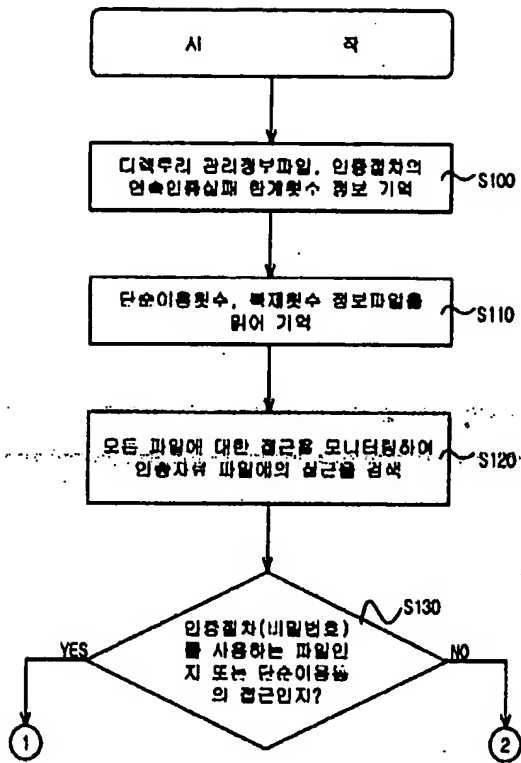 시 작
디렉토리 관리정부파일, 인증절차의
연속인증실패 한계횟수 정보 기억
S100
단순이용횟수, 복제횟수 정보파일을
읽어 기억
S110
모든 파일에 대한 접근을 모니터링하여
인증자유 파일에의 접근을 검색
S120
S130
인증절차(비밀번호)
를 사용하는 파일인
지 또는 단순이용등
의 접근인지?
YES
NO
1
2